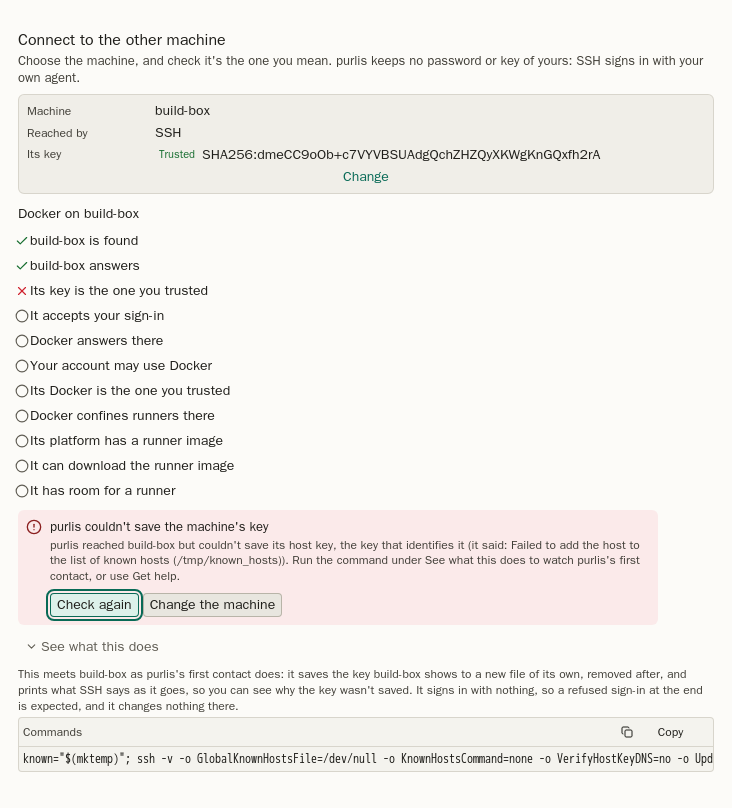 Connect to the other machine
Choose the machine, and check it's the one you mean. purlis keeps no password or key of yours: SSH signs in with your
own agent.
Machine build-box
Reached by SSH
Its key Trusted SHA256:dmeCC9oOb+c7VYVBSUAdgQchZHZQyXKWgKnGQxfh2rA
Change
Docker on build-box
build-box is found
build-box answers
Its key is the one you trusted
It accepts your sign-in
Docker answers there
Your account may use Docker
Its Docker is the one you trusted
Docker confines runners there
Its platform has a runner image
It can download the runner image
It has room for a runner
purlis couldn't save the machine's key
purlis reached build-box but couldn't save its host key, the key that identifies it (it said: Failed to add the host to
the list of known hosts (/tmp/known_hosts)). Run the command under See what this does to watch purlis's first
contact, or use Get help.
Check again Change the machine
See what this does
This meets build-box as purlis's first contact does: it saves the key build-box shows to a new file of its own, removed after, and
prints what SSH says as it goes, so you can see why the key wasn't saved. It signs in with nothing, so a refused sign-in at the end
is expected, and it changes nothing there.
Commands Copy
known="$(mktemp)"; ssh -v -o GlobalKnownHostsFile=/dev/null -o KnownHostsCommand=none -o VerifyHostKeyDNS=no -o Upd